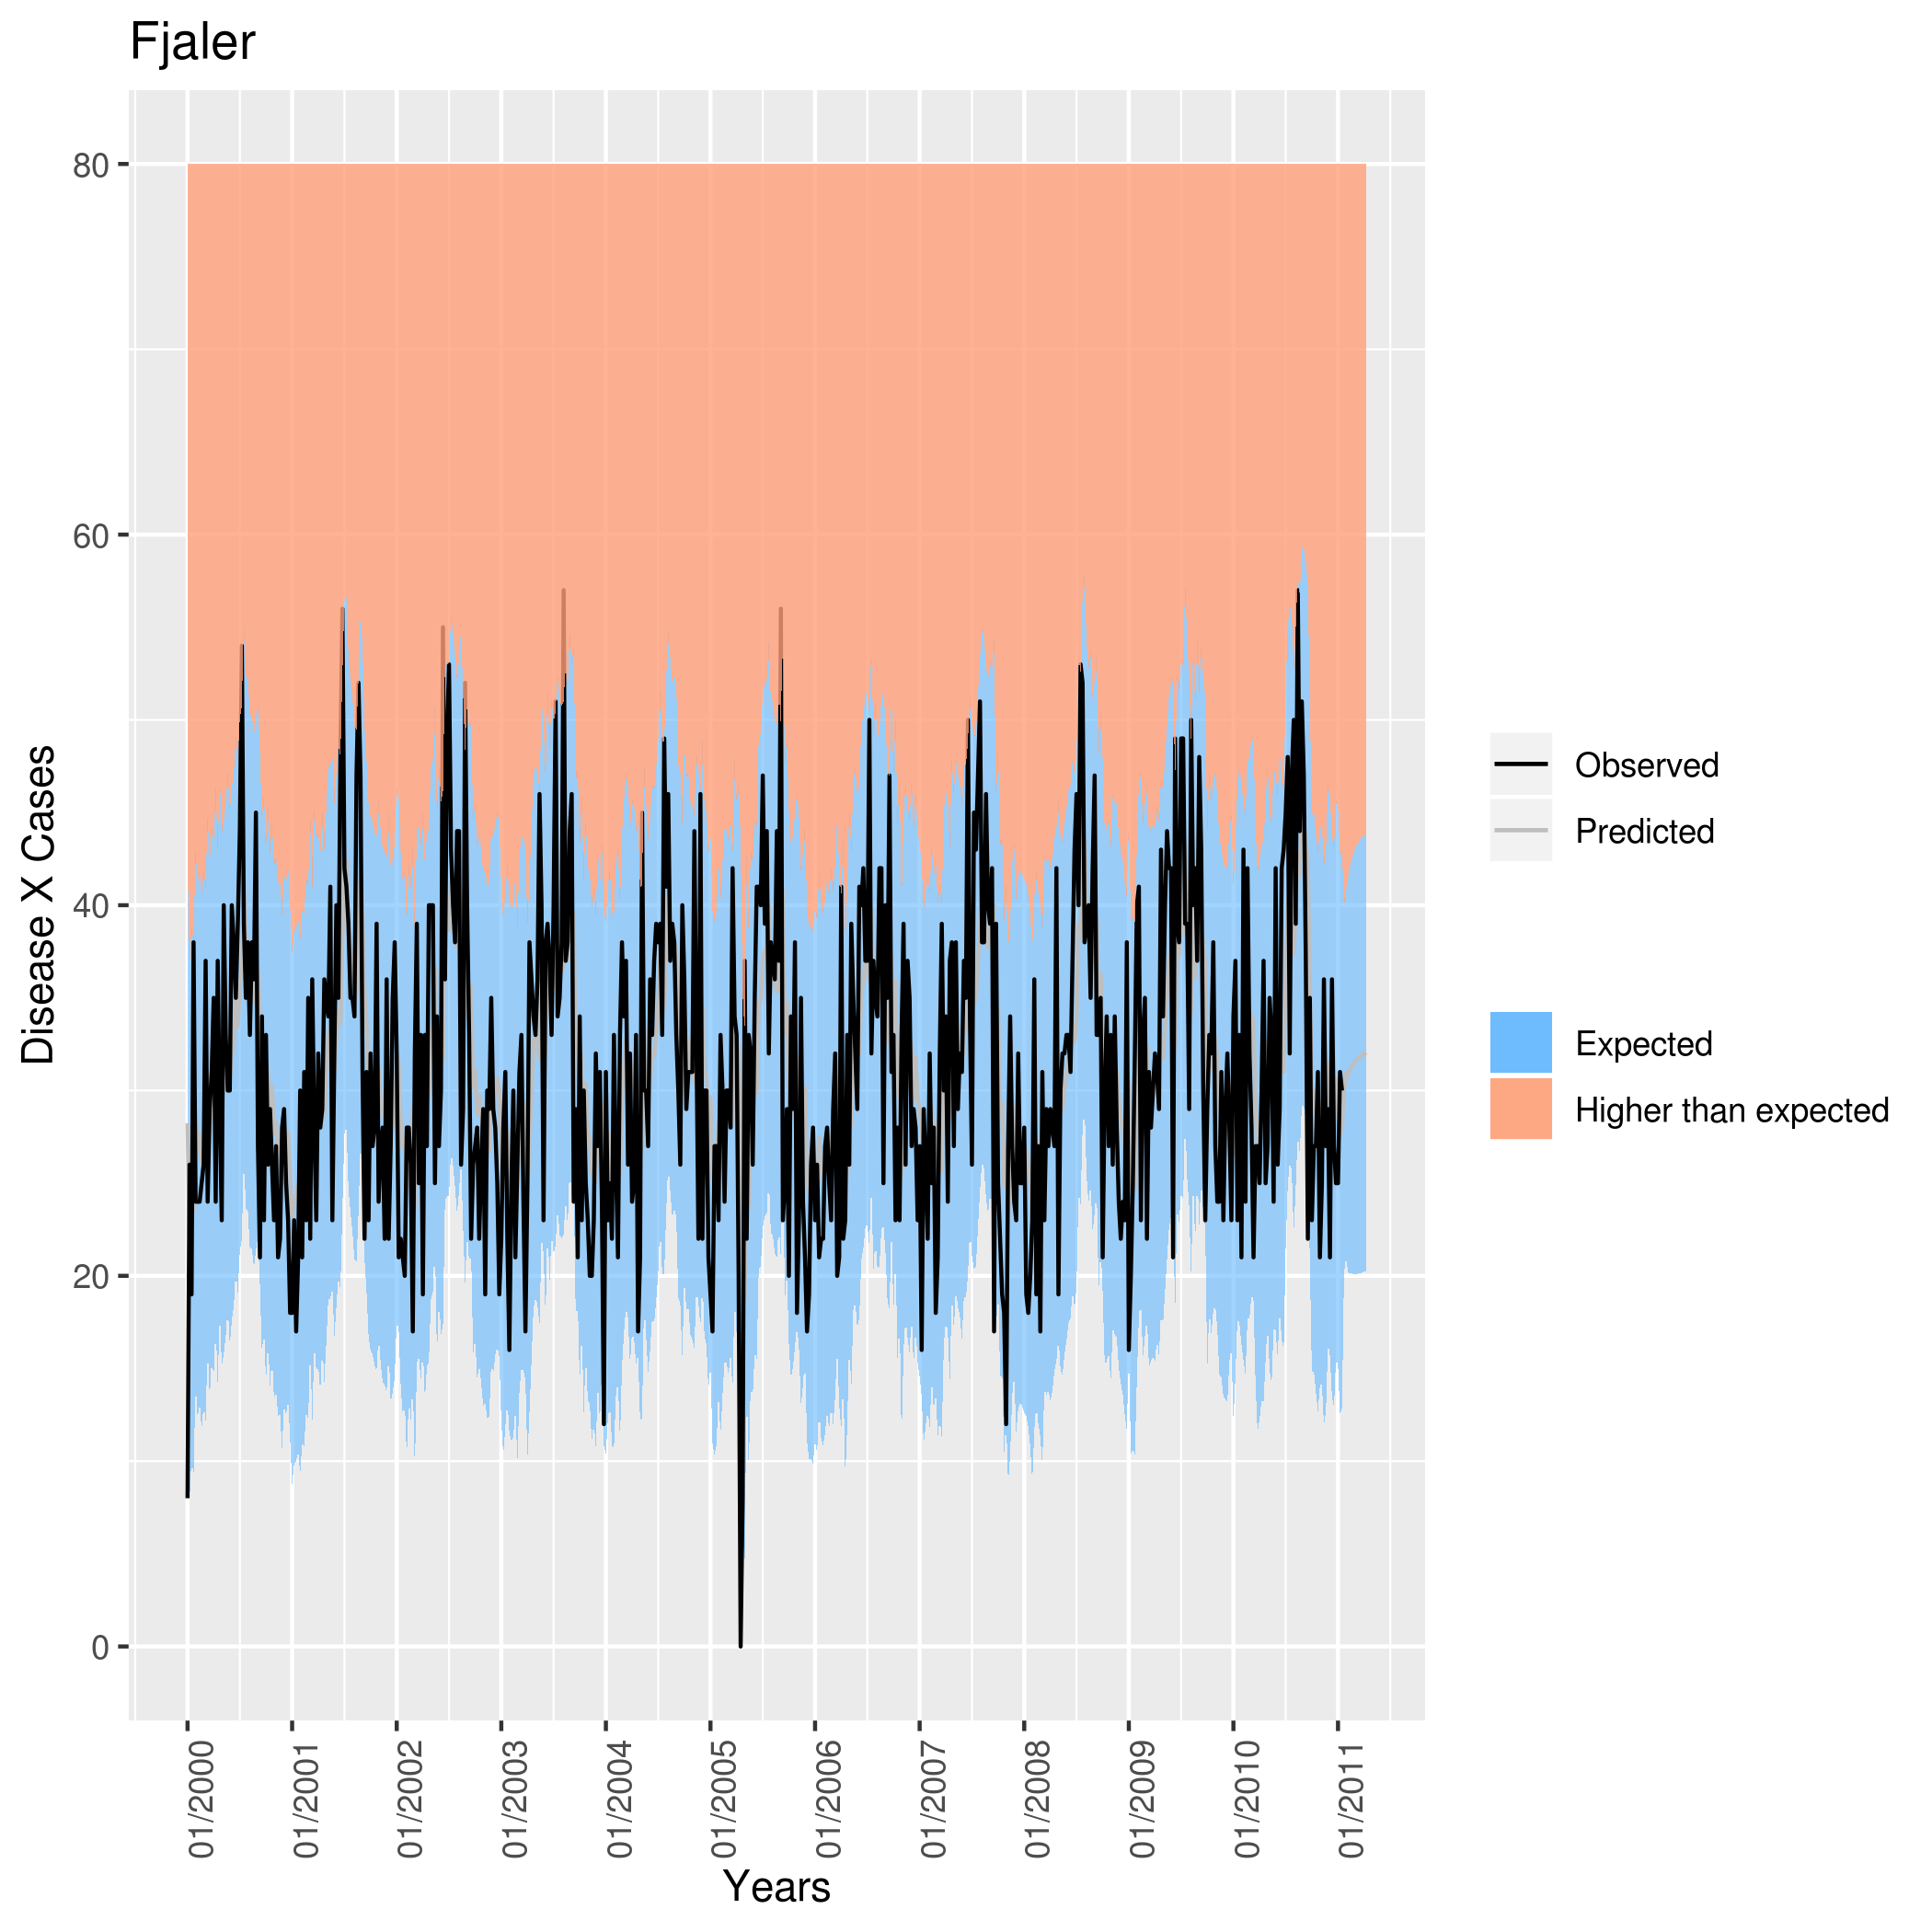 Fjaler
Disease X Cases
80
60
40
20
0
01/2000
01/2001
01/2002
01/2003
01/2004
01/2005
01/2006
01/2007
01/2008
01/2009
01/2010
01/2011
Years
Observed
Predicted
Expected
Higher than expected